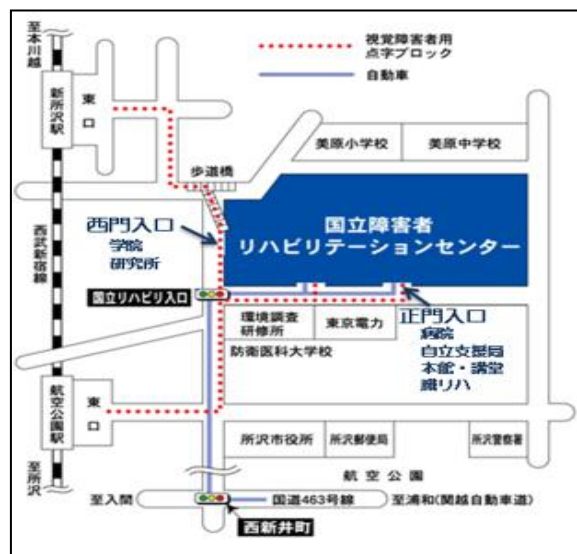 至本川越
視覚障害者用
点字ブロック
自動車
新所沢駅
東口
美原小学校
美原中学校
歩道橋
西門入口
学院
研究所
国立障害者
リハビリテーションセンター
西武新宿線
国立リハビリ入口
環境調査
研修所
東京電力
正門入口
病院
自立支援局
本館・講堂
職リハ
防衛医科大学校
航空公園駅
東口
所沢市役所
所沢郵便局
所沢警察署
至所沢
航空公園
至入間
国道463号線
至浦和(関越自動車道)
西新井町